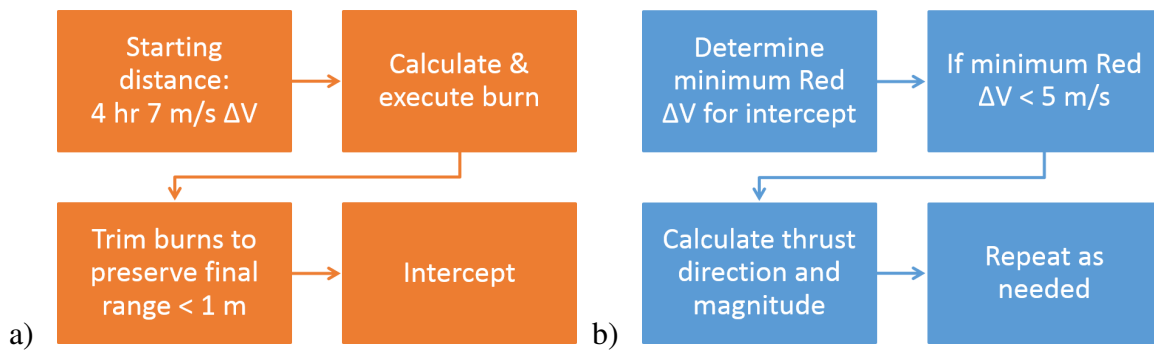 Starting
distance:
4 hr 7 m/s ΔV
Calculate &
execute burn
Trim burns to
preserve final
range < 1 m
Intercept
a)
Determine
minimum Red
ΔV for intercept
If minimum Red
ΔV < 5 m/s
Calculate thrust
direction and
magnitude
Repeat as
needed
b)